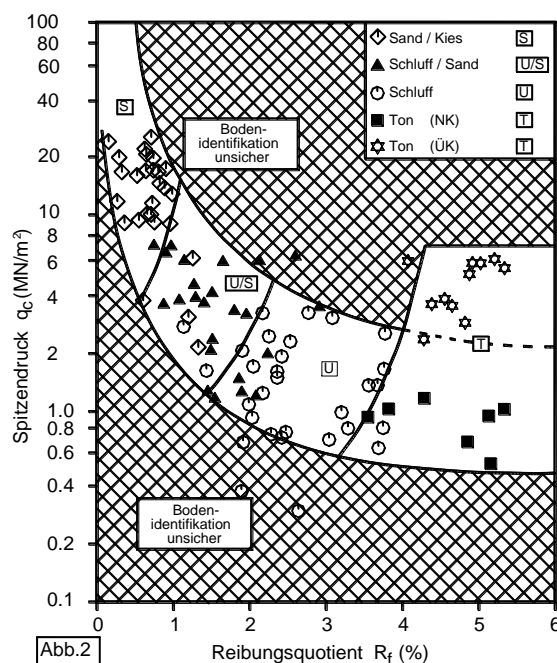 100
80
60
40
20
10
8
6
4
2
1.0
0.8
0.6
0.4
0.2
0.1
Spitzendruck qc (MN/m²)
Sand / Kies S
Schluff / Sand U/S
Schluff U
Ton (NK) T
Ton (ÜK) T
S
Boden-
identifikation
unsicher
U/S
U
T
Boden-
identifikation
unsicher
0 1 2 3 4 5 6
Abb.2
Reibungsquotient Rf (%)